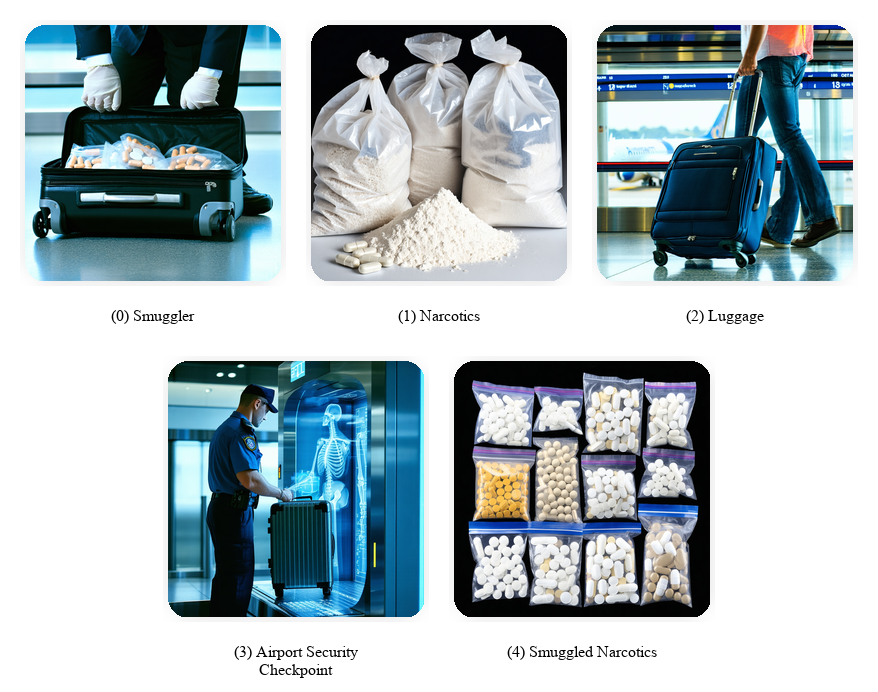 (0) Smuggler
(1) Narcotics
(2) Luggage
(3) Airport Security
Checkpoint
(4) Smuggled Narcotics